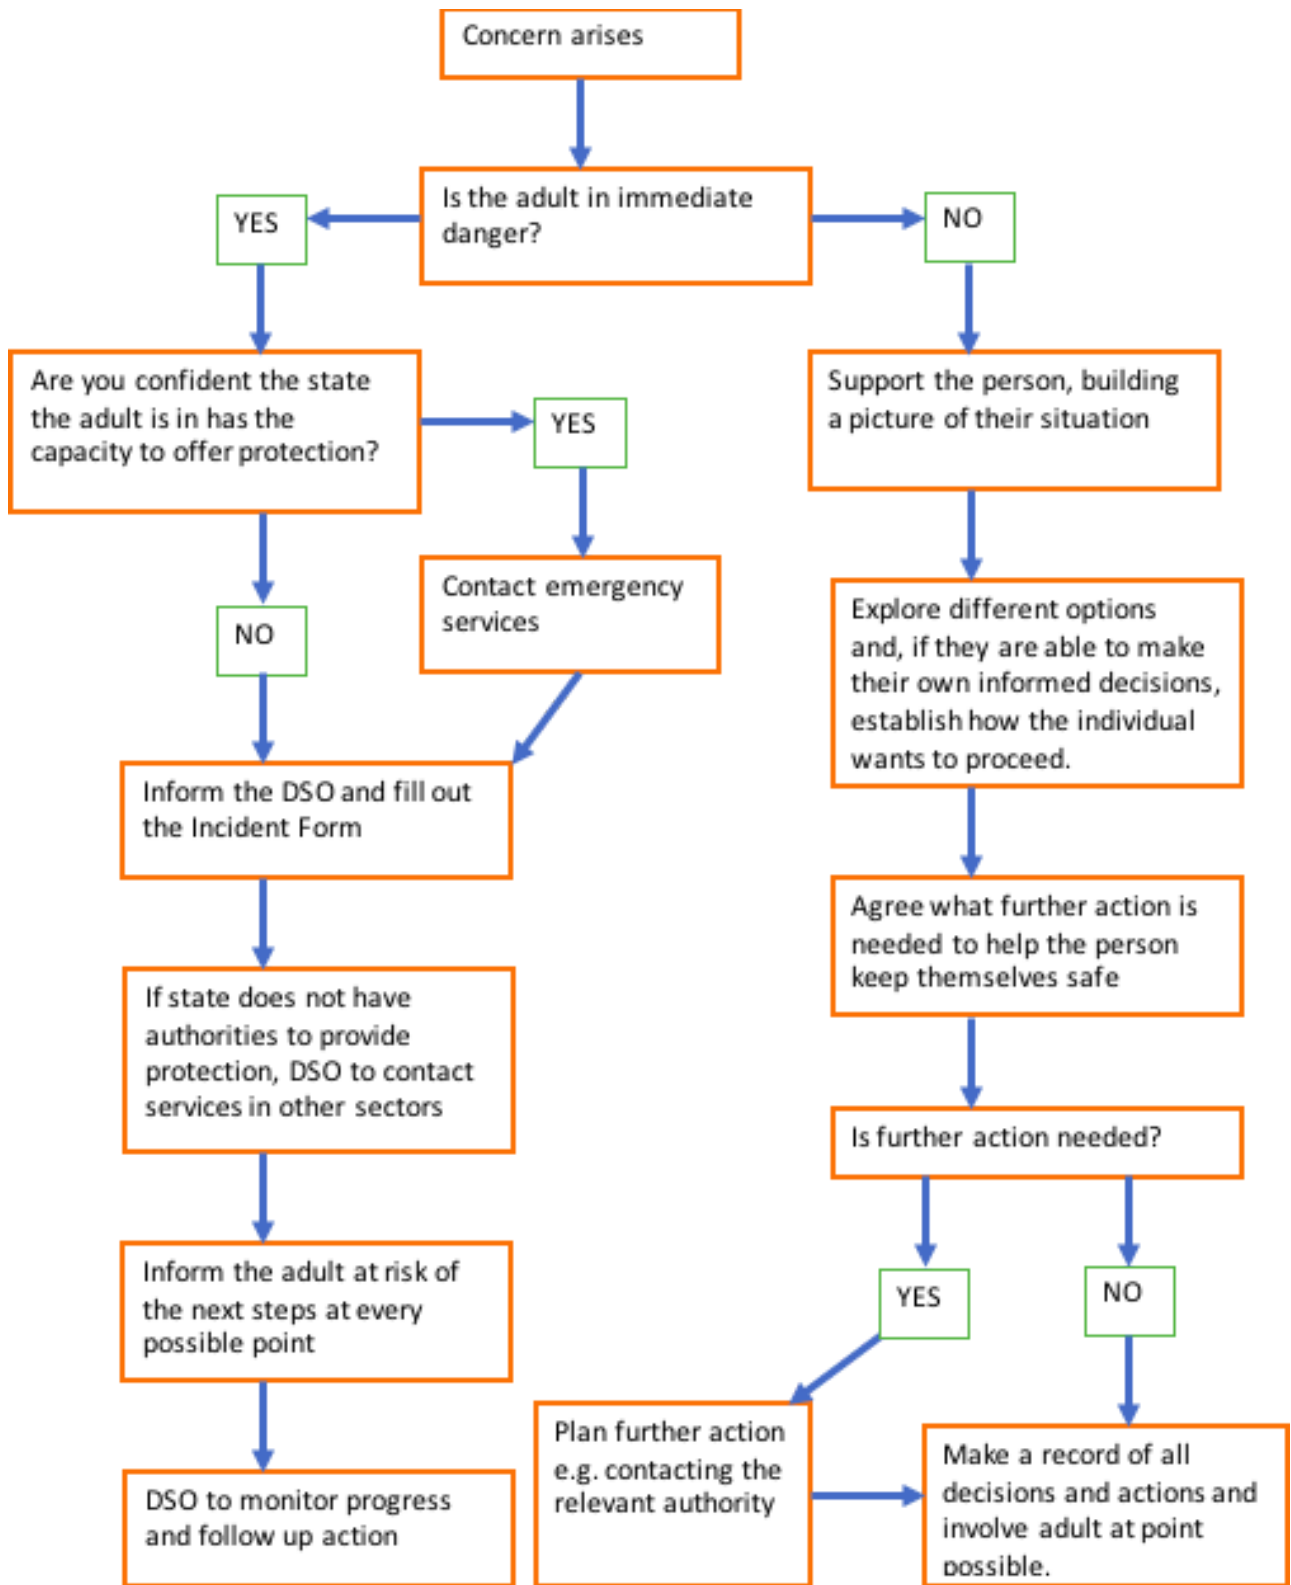 Concern arises
Is the adult in immediate
danger?
YES
NO
Are you confident the state
the adult is in has the
capacity to offer protection?
YES
Support the person, building
a picture of their situation
Contact emergency
services
NO
Explore different options
and, if they are able to make
their own informed decisions,
establish how the individual
wants to proceed.
Inform the DSO and fill out
the Incident Form
Agree what further action is
needed to help the person
keep themselves safe
If state does not have
authorities to provide
protection, DSO to contact
services in other sectors
Is further action needed?
Inform the adult at risk of
the next steps at every
possible point
YES
NO
Plan further action
e.g. contacting the
relevant authority
Make a record of all
decisions and actions and
involve adult at point
possible.
DSO to monitor progress
and follow up action